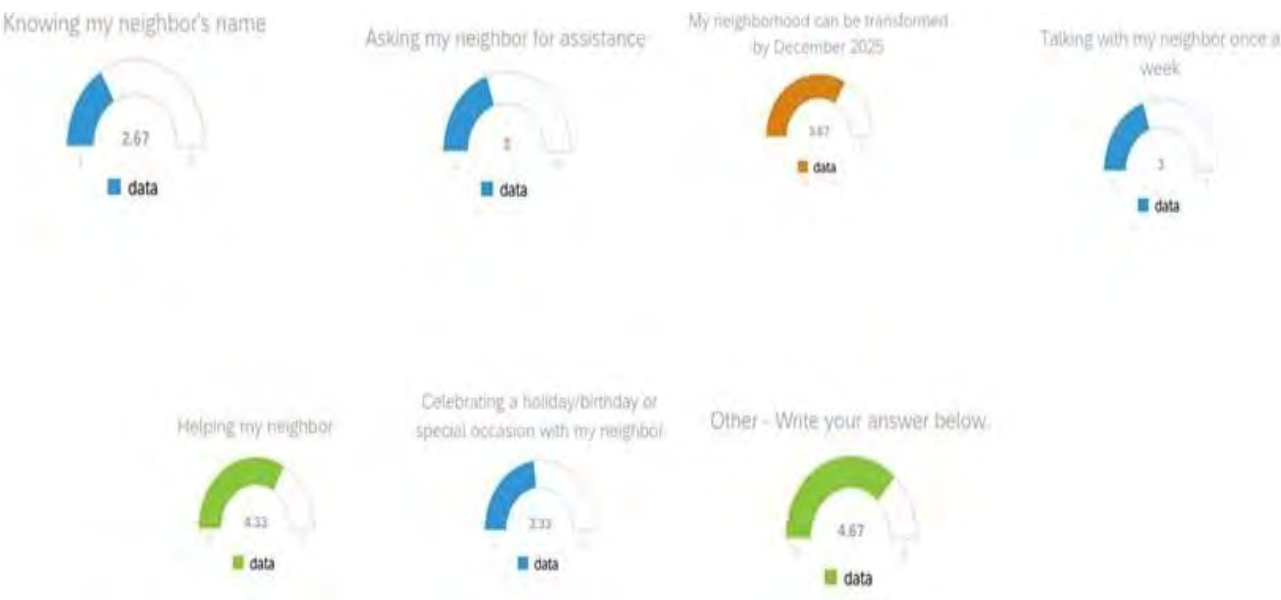 Knowing my neighbor's name
2.67
data
Asking my neighbor for assistance
data
My neighborhood can be transformed
by December 2025
3.67
data
Talking with my neighbor once a
week
3
data
Helping my neighbor
4.33
data
Celebrating a holiday/birthday or
special occasion with my neighbor
3.33
data
Other - Write your answer below.
4.67
data